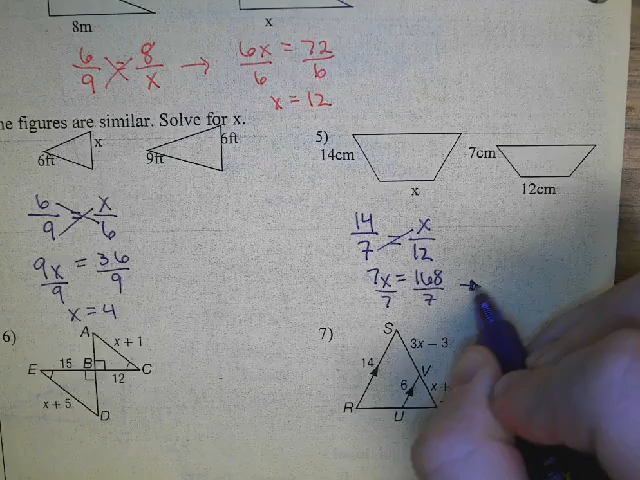 8m
x
6/9 = 8/x → 6x/6 = 72/6
x = 12
he figures are similar. Solve for x.
6ft
x
9ft
6ft
6/9 = x/6
9x/9 = 36/9
x = 4
5)
14cm
x
7cm
12cm
14/7 = x/12
7x/7 = 168/7 →
6)
A
x + 1
E
15
B
12
C
x + 5
D
7)
S
3x − 3
14
V
6
x +
R
U